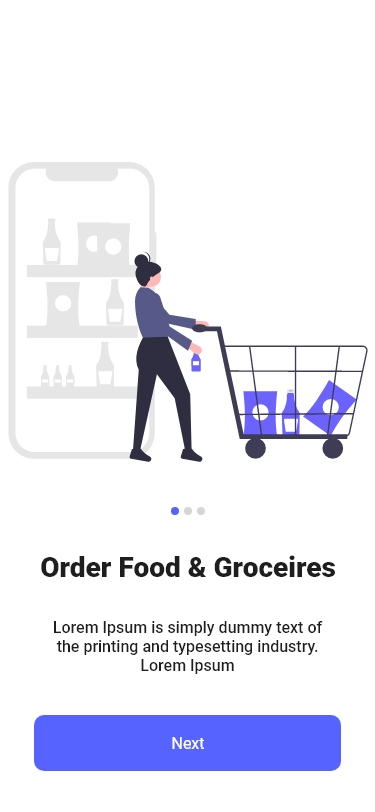 Order Food & Groceires
Lorem Ipsum is simply dummy text of
the printing and typesetting industry.
Lorem Ipsum
Next